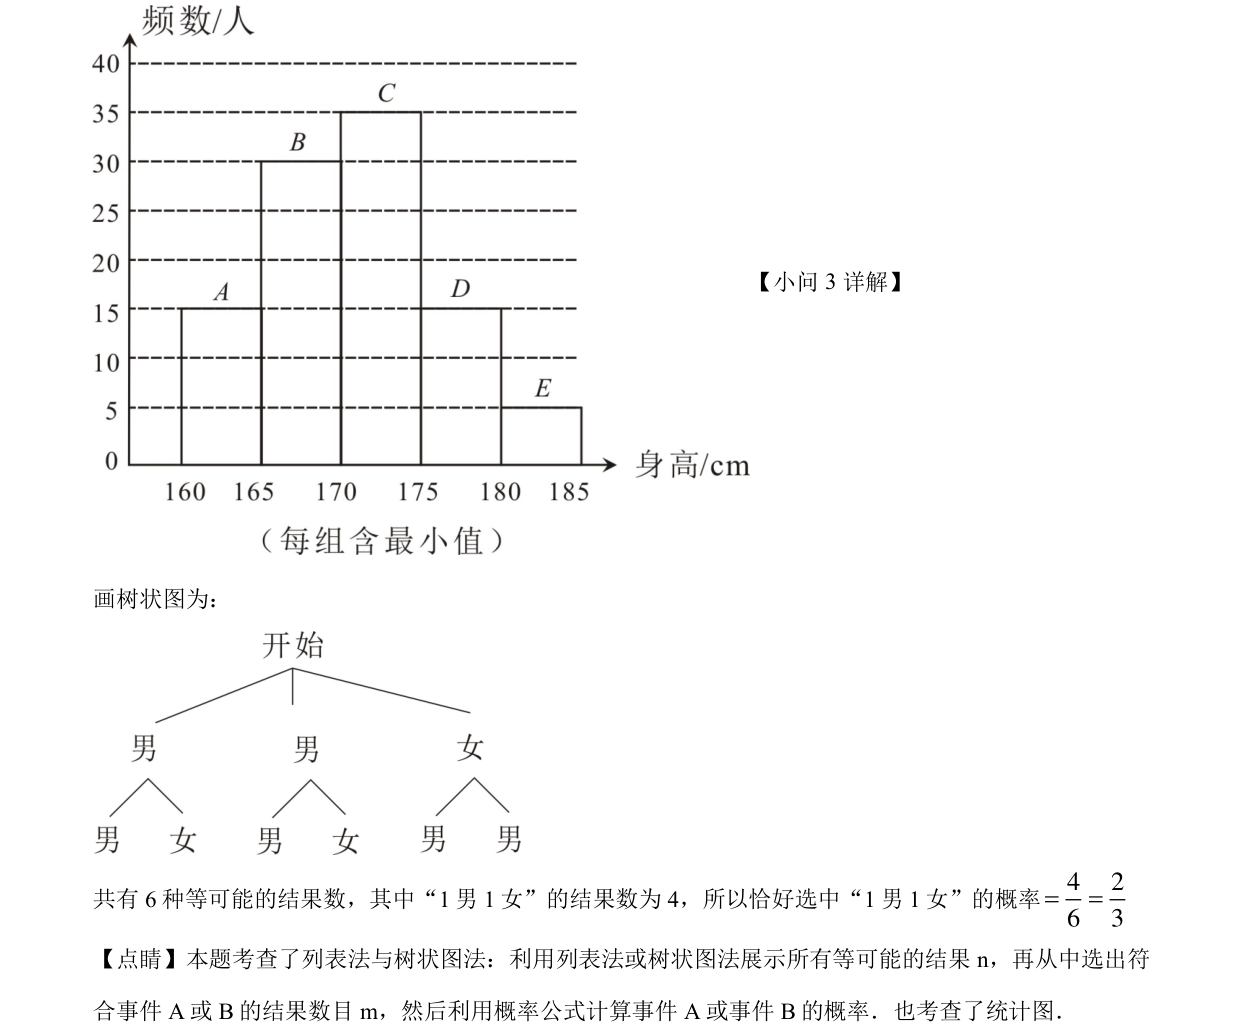 频数/人
40
35
30
25
20
15
10
5
0
A
B
C
D
E
160 165 170 175 180 185
身高/cm
（每组含最小值）
【小问 3 详解】
画树状图为：
开始
男 男 女
男 女 男 女 男 男
共有 6 种等可能的结果数，其中“1 男 1 女”的结果数为 4，所以恰好选中“1 男 1 女”的概率＝4/6＝2/3
【点睛】本题考查了列表法与树状图法：利用列表法或树状图法展示所有等可能的结果 n，再从中选出符
合事件 A 或 B 的结果数目 m，然后利用概率公式计算事件 A 或事件 B 的概率．也考查了统计图．